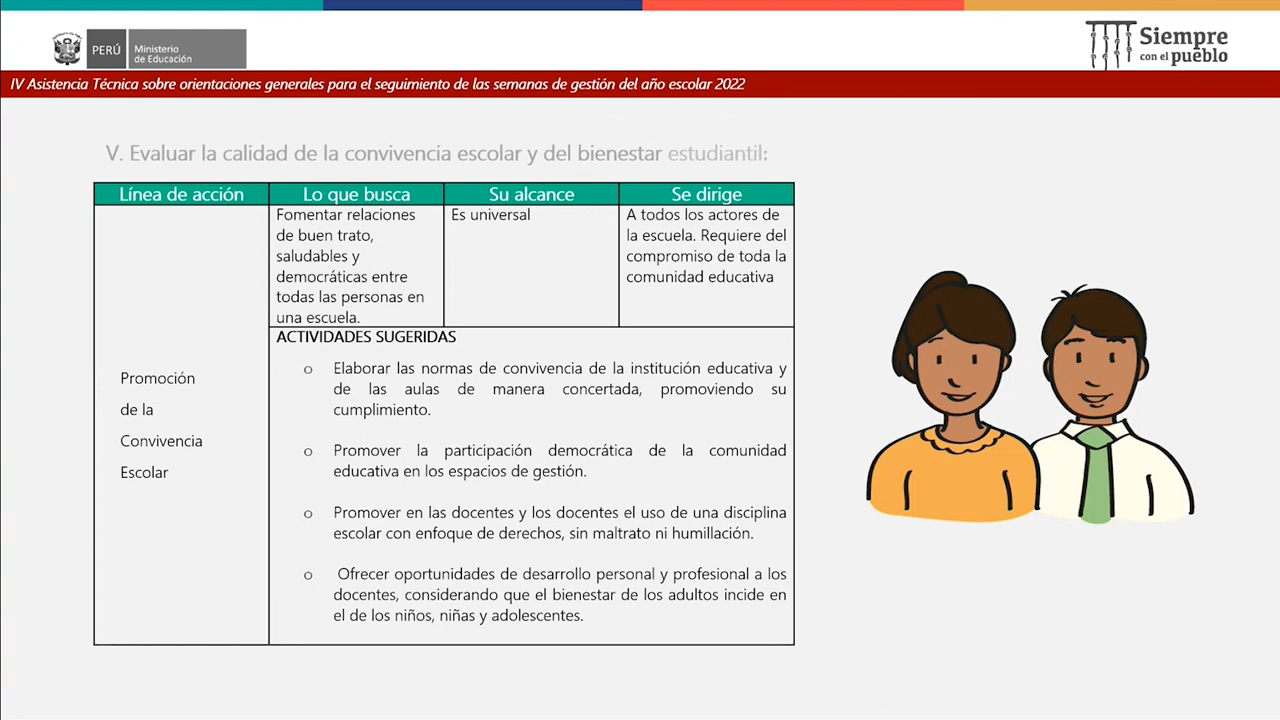 PERÚ
Ministerio
de Educación
Siempre
con el pueblo
IV Asistencia Técnica sobre orientaciones generales para el seguimiento de las semanas de gestión del año escolar 2022
V. Evaluar la calidad de la convivencia escolar y del bienestar estudiantil:
Línea de acción
Lo que busca
Su alcance
Se dirige
Fomentar relaciones
de buen trato,
saludables y
democráticas entre
todas las personas en
una escuela.
Es universal
A todos los actores de
la escuela. Requiere del
compromiso de toda la
comunidad educativa
Promoción
de la
Convivencia
Escolar
ACTIVIDADES SUGERIDAS
o Elaborar las normas de convivencia de la institución educativa y
de las aulas de manera concertada, promoviendo su
cumplimiento.
o Promover la participación democrática de la comunidad
educativa en los espacios de gestión.
o Promover en las docentes y los docentes el uso de una disciplina
escolar con enfoque de derechos, sin maltrato ni humillación.
o Ofrecer oportunidades de desarrollo personal y profesional a los
docentes, considerando que el bienestar de los adultos incide en
el de los niños, niñas y adolescentes.